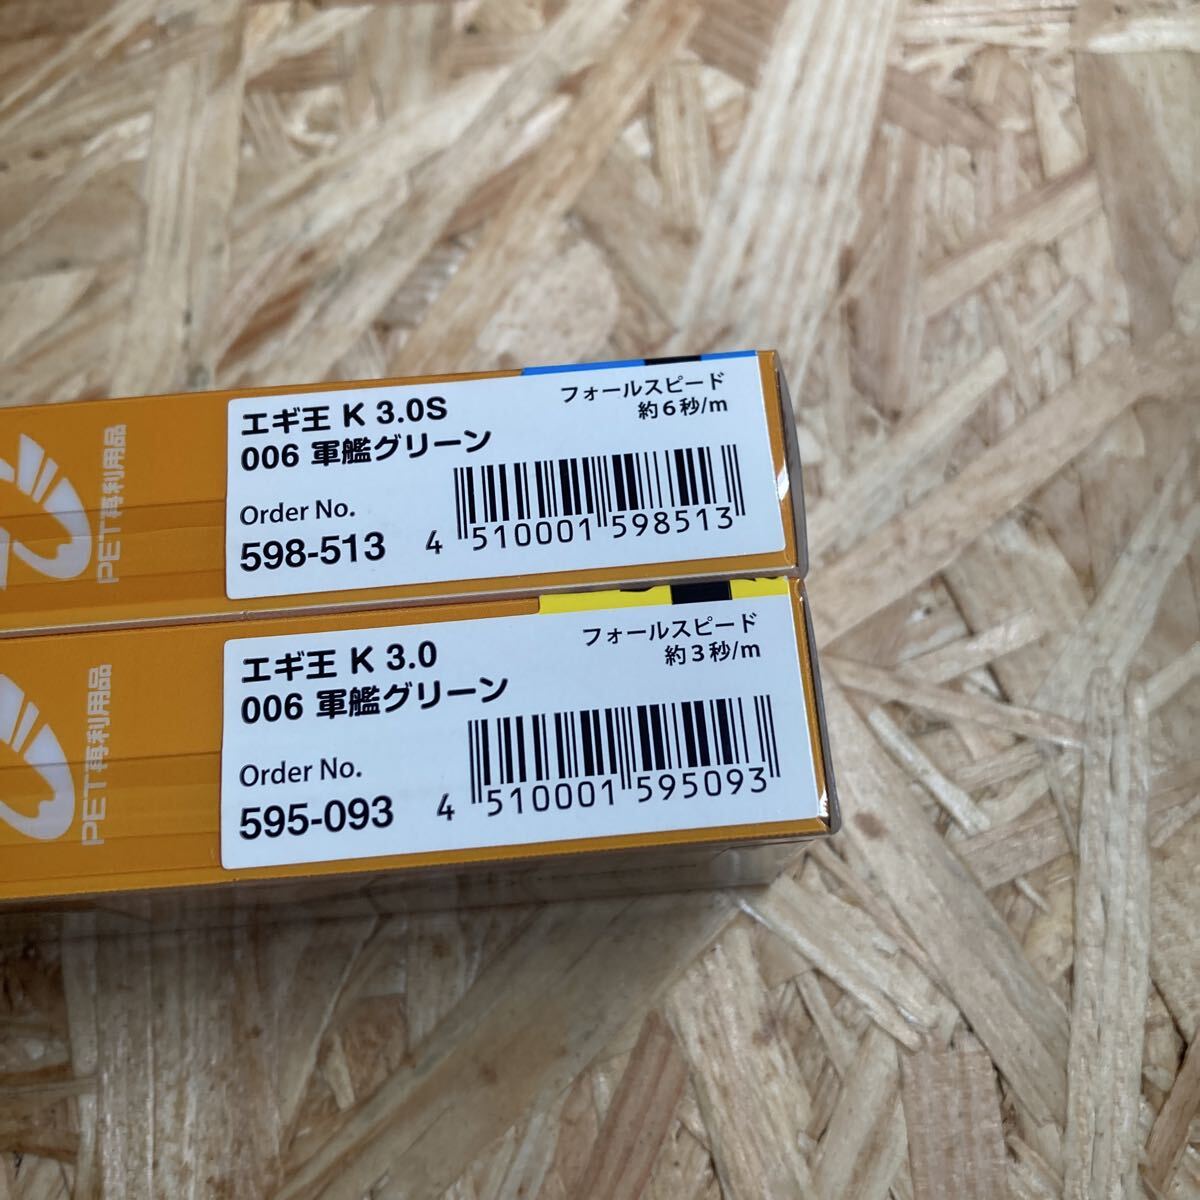 エギ王 K 3.0S
006 軍艦グリーン
フォールスピード
約6秒/m
Order No.
598-513
4 510001 598513
PET再利用品
エギ王 K 3.0
006 軍艦グリーン
フォールスピード
約3秒/m
Order No.
595-093
4 510001 595093
PET再利用品